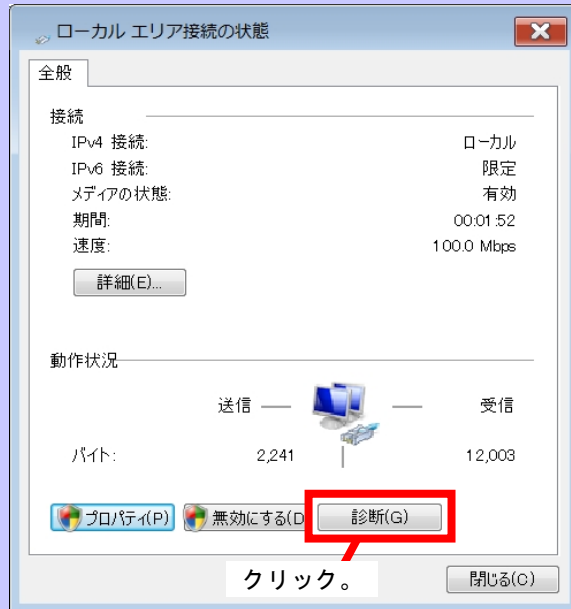 ローカル エリア接続の状態
全般
接続
IPv4 接続: ローカル
IPv6 接続: 限定
メディアの状態: 有効
期間: 00:01:52
速度: 100.0 Mbps
詳細(E)...
動作状況
送信 受信
バイト: 2,241 12,003
プロパティ(P) 無効にする(D 診断(G)
クリック。
閉じる(C)